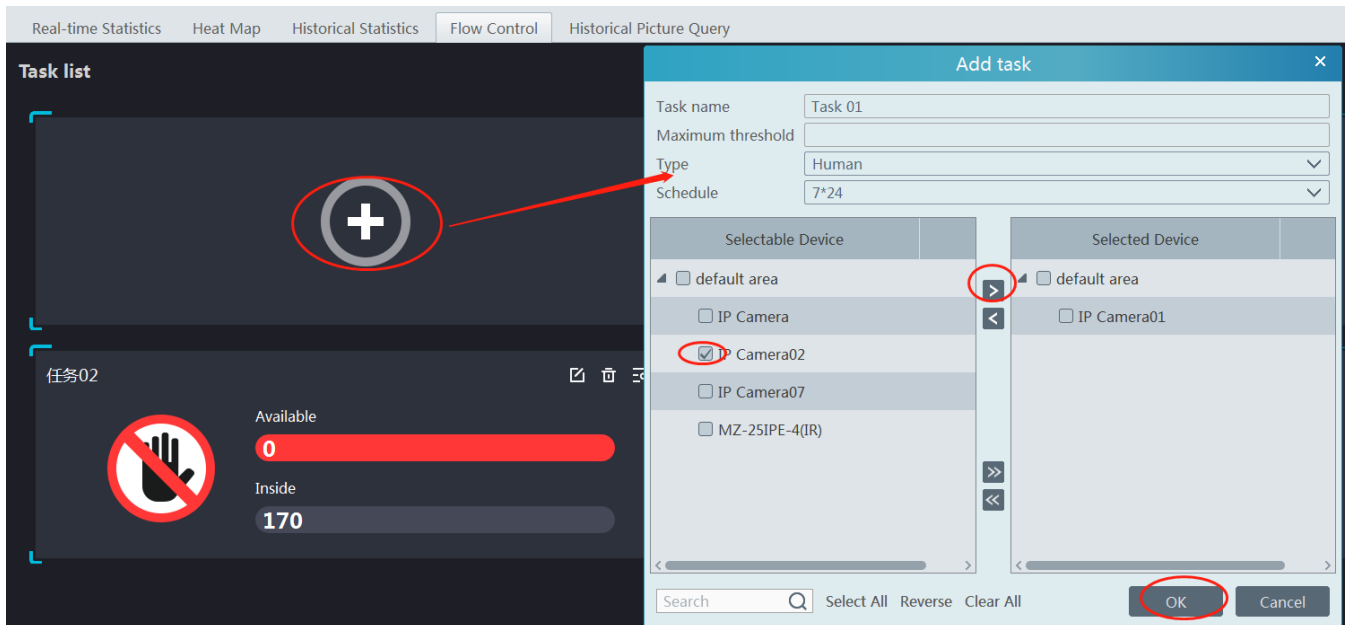 Real-time Statistics Heat Map Historical Statistics Flow Control Historical Picture Query
Task list
任务02
Available
0
Inside
170
Add task
Task name Task 01
Maximum threshold
Type Human
Schedule 7*24
Selectable Device
default area
IP Camera
IP Camera02
IP Camera07
MZ-25IPE-4(IR)
> 
<
>>
<<
Selected Device
default area
IP Camera01
Search Select All Reverse Clear All OK Cancel